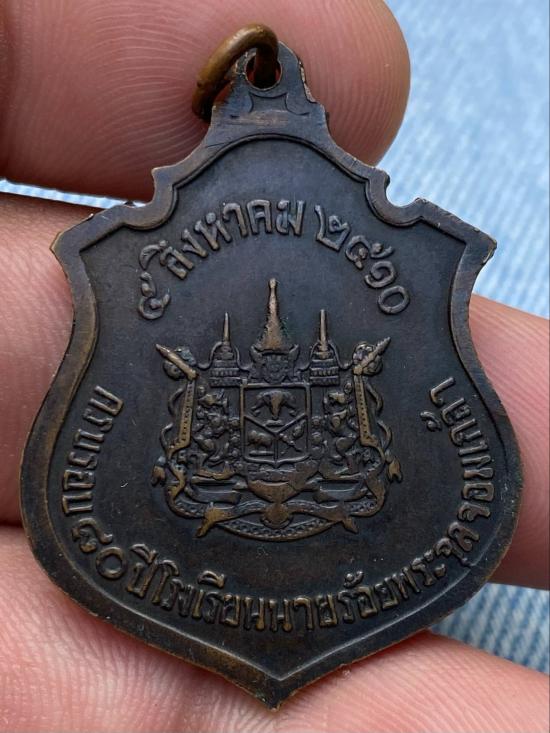 ๕ สิงหาคม ๒๕๑๐
ครบรอบ ๘๐ ปี โรงเรียนนายร้อยพระจุลจอมเกล้า